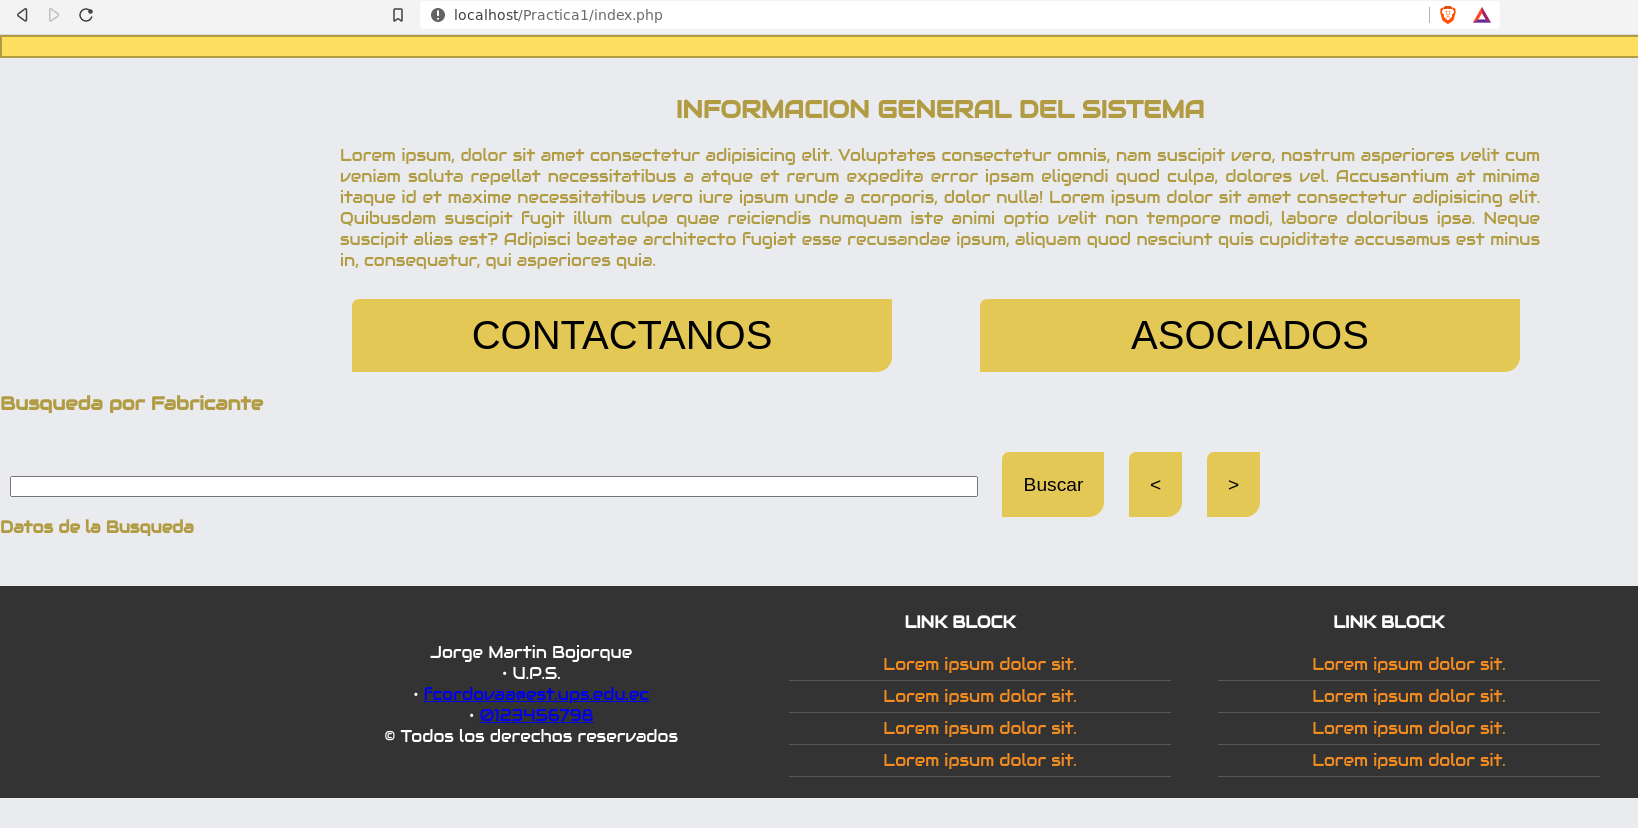 localhost/Practica1/index.php
INFORMACION GENERAL DEL SISTEMA
Lorem ipsum, dolor sit amet consectetur adipisicing elit. Voluptates consectetur omnis, nam suscipit vero, nostrum asperiores velit cum
veniam soluta repellat necessitatibus a atque et rerum expedita error ipsam eligendi quod culpa, dolores vel. Accusantium at minima
itaque id et maxime necessitatibus vero iure ipsum unde a corporis, dolor nulla! Lorem ipsum dolor sit amet consectetur adipisicing elit.
Quibusdam suscipit fugit illum culpa quae reiciendis numquam iste animi optio velit non tempore modi, labore doloribus ipsa. Neque
suscipit alias est? Adipisci beatae architecto fugiat esse recusandae ipsum, aliquam quod nesciunt quis cupiditate accusamus est minus
in, consequatur, qui asperiores quia.
CONTACTANOS
ASOCIADOS
Busqueda por Fabricante
Buscar
<
>
Datos de la Busqueda
Jorge Martin Bojorque
• U.P.S.
• fcordovaa@est.ups.edu.ec
• 0123456798
© Todos los derechos reservados
LINK BLOCK
Lorem ipsum dolor sit.
Lorem ipsum dolor sit.
Lorem ipsum dolor sit.
Lorem ipsum dolor sit.
LINK BLOCK
Lorem ipsum dolor sit.
Lorem ipsum dolor sit.
Lorem ipsum dolor sit.
Lorem ipsum dolor sit.